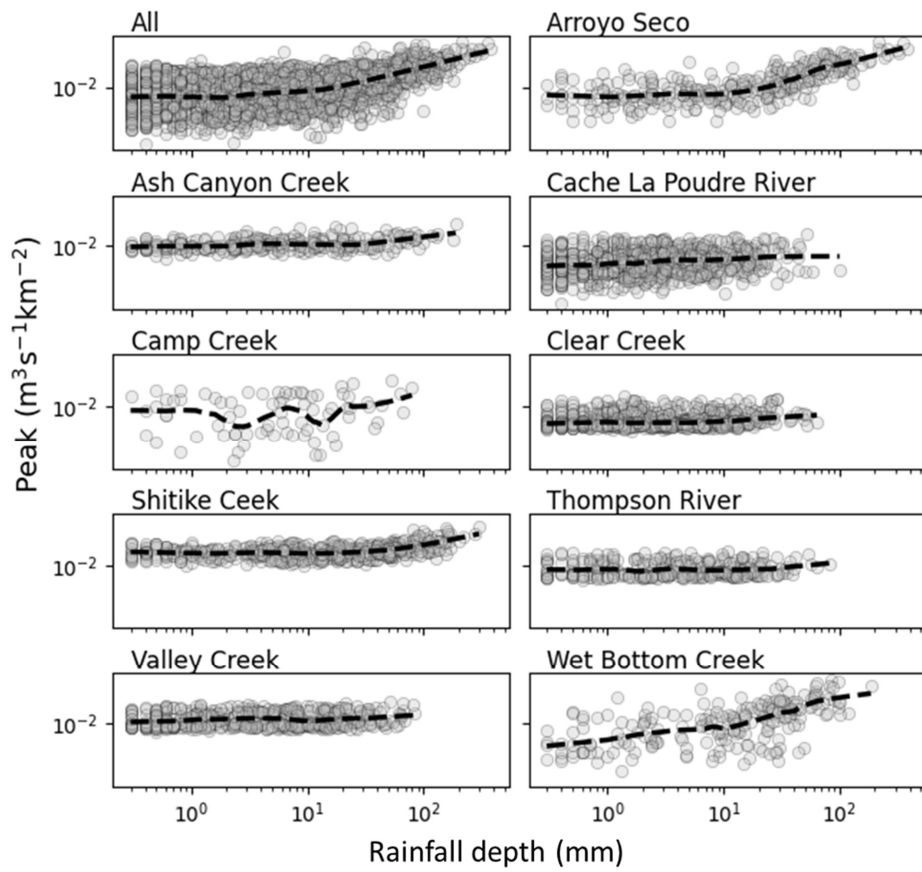 All
Arroyo Seco
10⁻²
Ash Canyon Creek
Cache La Poudre River
10⁻²
Camp Creek
Clear Creek
10⁻²
Shitike Ceek
Thompson River
10⁻²
Valley Creek
Wet Bottom Creek
10⁻²
Peak (m³s⁻¹km⁻²)
10⁰ 10¹ 10²
10⁰ 10¹ 10²
Rainfall depth (mm)